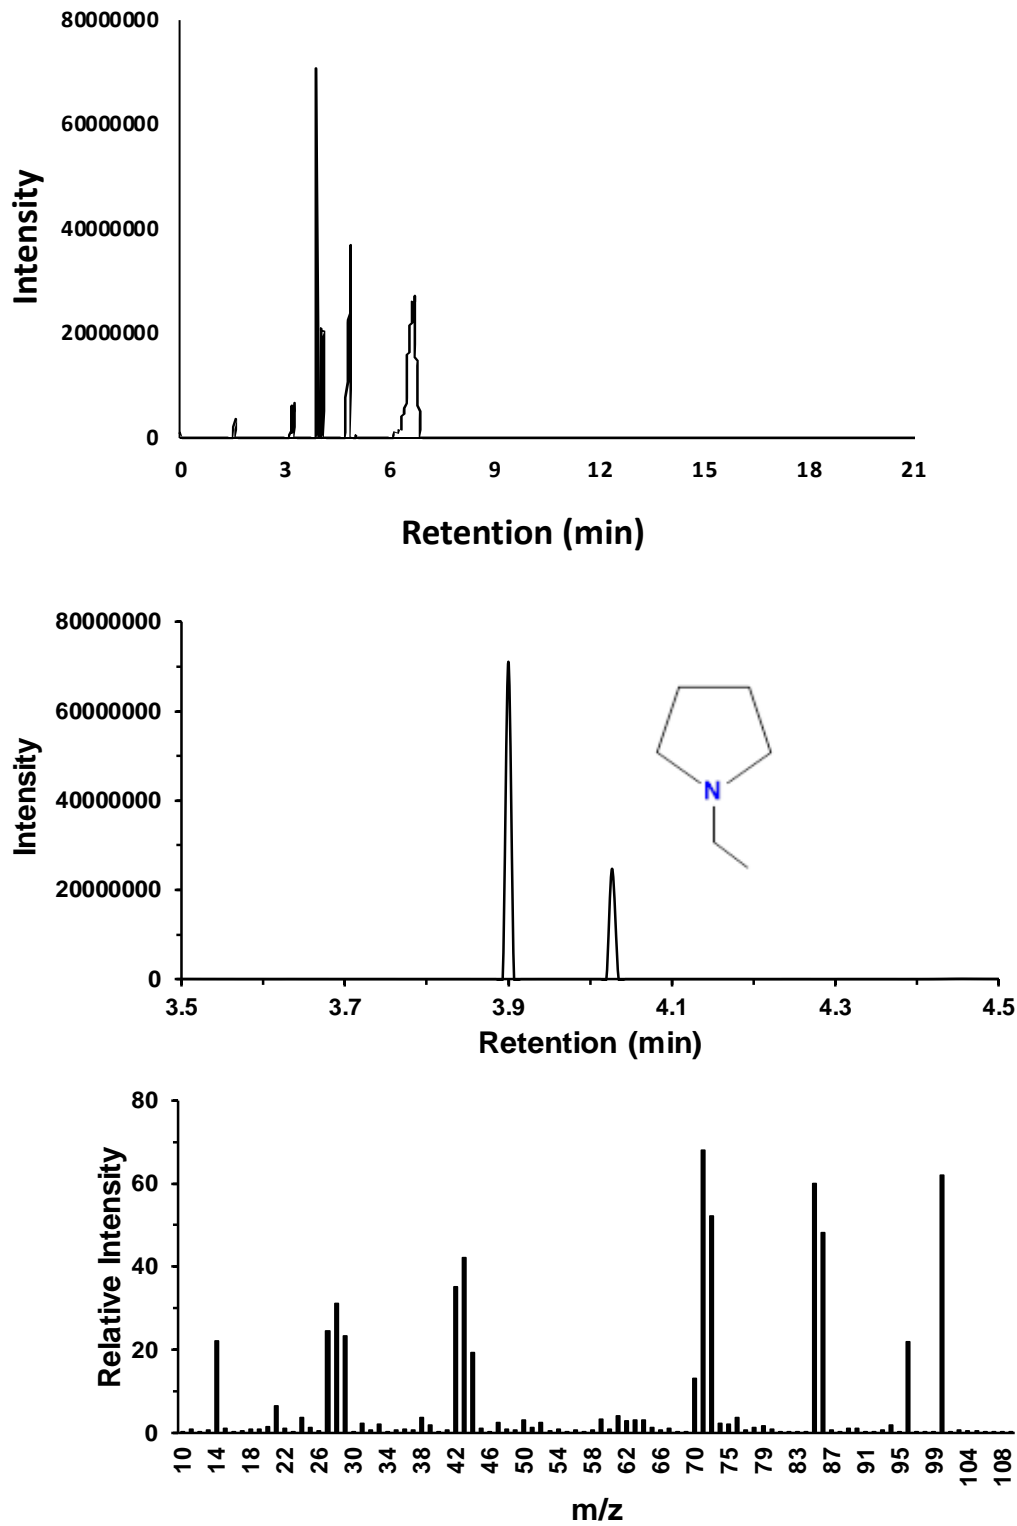 80000000
60000000
40000000
20000000
0
Intensity
0 3 6 9 12 15 18 21
Retention (min)
80000000
60000000
40000000
20000000
0
Intensity
N
3.5 3.7 3.9 4.1 4.3 4.5
Retention (min)
80
60
40
20
0
Relative Intensity
10 14 18 22 26 30 34 38 42 46 50 54 58 62 66 70 75 79 83 87 91 95 99 104 108
m/z